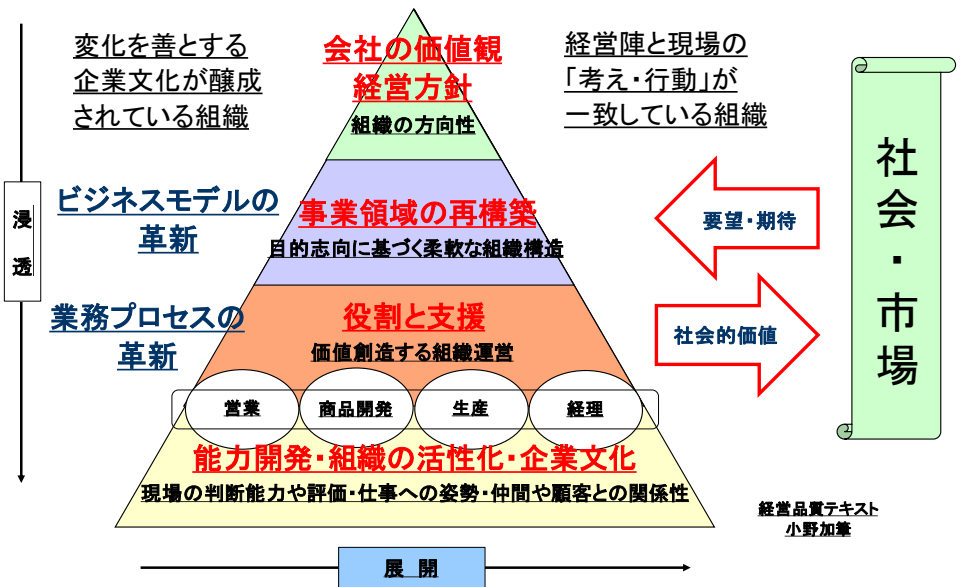 変化を善とする
企業文化が醸成
されている組織
会社の価値観
経営方針
組織の方向性
経営陣と現場の
「考え・行動」が
一致している組織
社会・市場
浸透
ビジネスモデルの
革新
事業領域の再構築
目的志向に基づく柔軟な組織構造
要望・期待
業務プロセスの
革新
役割と支援
価値創造する組織運営
社会的価値
営業
商品開発
生産
経理
能力開発・組織の活性化・企業文化
現場の判断能力や評価・仕事への姿勢・仲間や顧客との関係性
経営品質テキスト
小野加筆
展 開